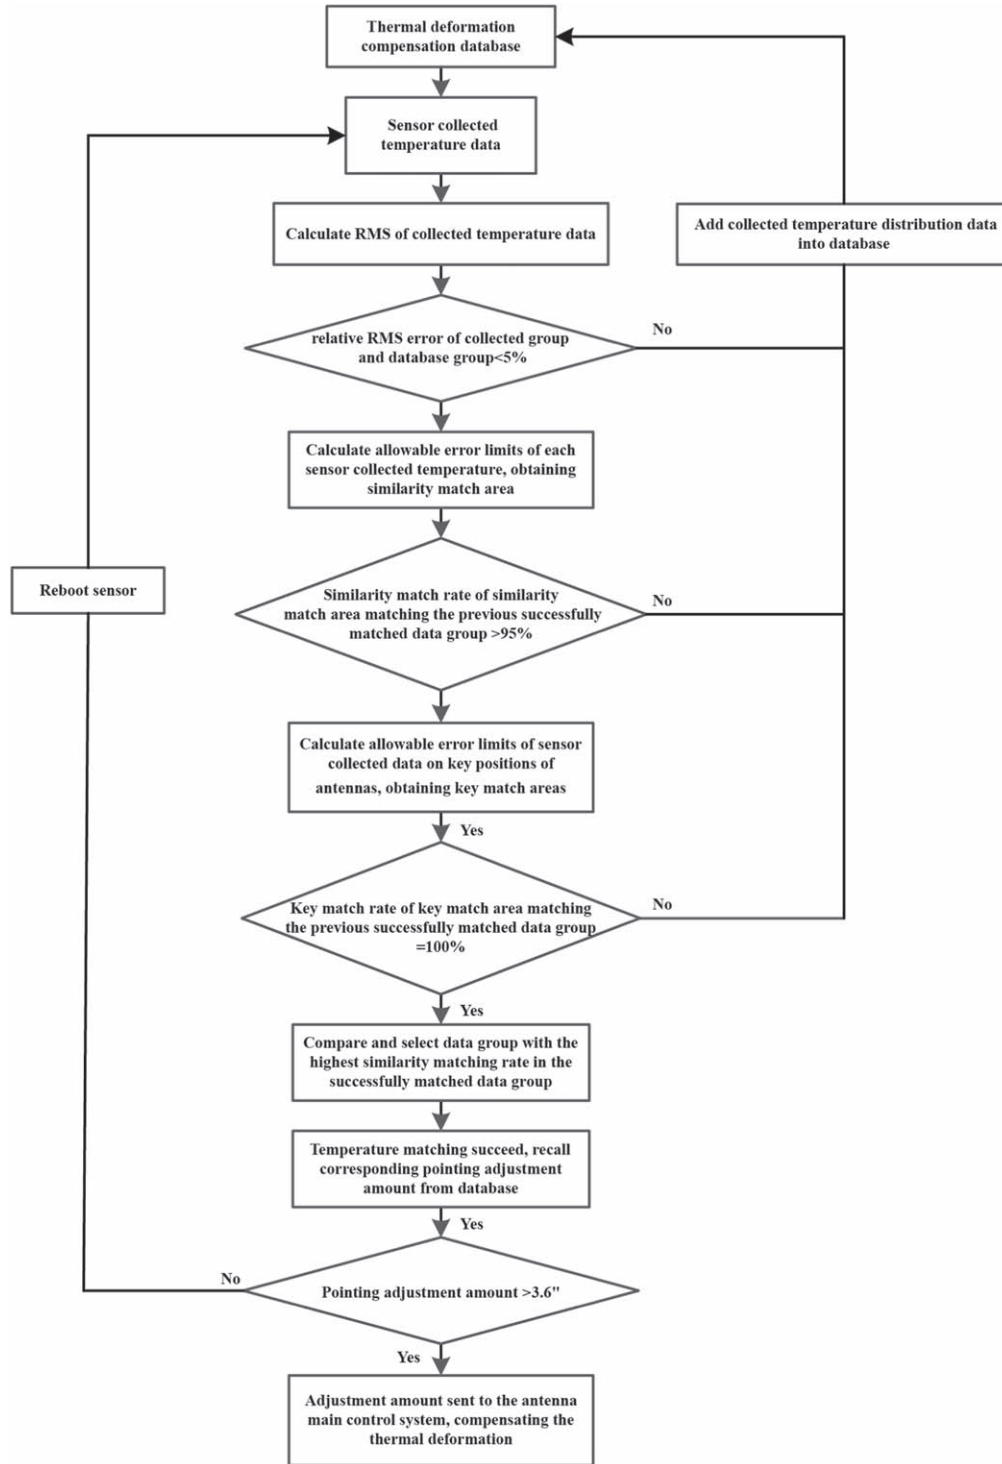 Thermal deformation
compensation database
Sensor collected
temperature data
Calculate RMS of collected temperature data
Add collected temperature distribution data
into database
relative RMS error of collected group
and database group<5%
No
Calculate allowable error limits of each
sensor collected temperature, obtaining
similarity match area
Reboot sensor
Similarity match rate of similarity
match area matching the previous successfully
matched data group >95%
No
Calculate allowable error limits of sensor
collected data on key positions of
antennas, obtaining key match areas
Yes
Key match rate of key match area matching
the previous successfully matched data group
=100%
No
Yes
Compare and select data group with the
highest similarity matching rate in the
successfully matched data group
Temperature matching succeed, recall
corresponding pointing adjustment
amount from database
Yes
No
Pointing adjustment amount >3.6"
Yes
Adjustment amount sent to the antenna
main control system, compensating the
thermal deformation